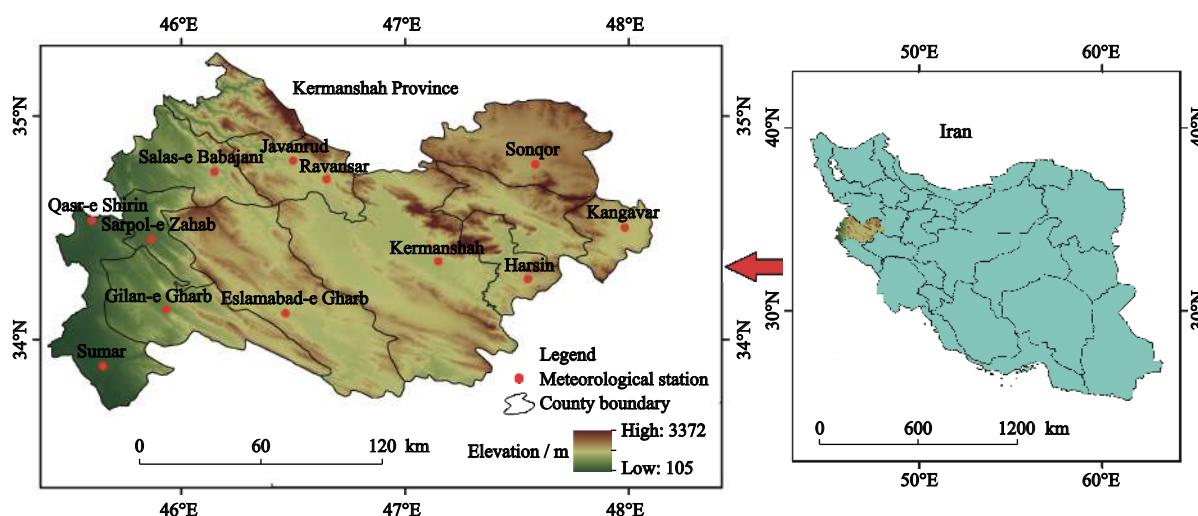 46°E 47°E 48°E
50°E 60°E
Kermanshah Province
35°N
35°N
40°N
Iran
Javanrud
Sonqor
Salas-e Babajani
Ravansar
Qasr-e Shirin
Kangavar
Sarpol-e Zahab
Kermanshah
Harsin
Gilan-e Gharb
Eslamabad-e Gharb
30°N
34°N
34°N
Sumar
Legend
Meteorological station
County boundary
0 60 120 km
Elevation / m
High: 3372
Low: 105
0 600 1200 km
46°E 47°E 48°E
50°E 60°E